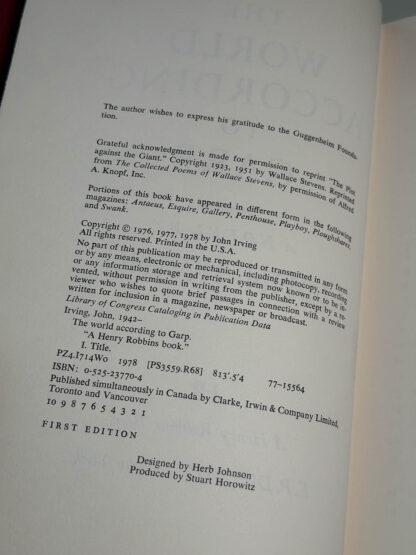 The author wishes to express his gratitude to the Guggenheim Founda-
tion.
Grateful acknowledgment is made for permission to reprint "The Plot
against the Giant." Copyright 1923, 1951 by Wallace Stevens. Reprinted
from The Collected Poems of Wallace Stevens, by permission of Alfred
A. Knopf, Inc.
Portions of this book have appeared in different form in the following
magazines: Antaeus, Esquire, Gallery, Penthouse, Playboy, Ploughshares,
and Swank.
Copyright © 1976, 1977, 1978 by John Irving
All rights reserved. Printed in the U.S.A.
No part of this publication may be reproduced or transmitted in any form
or by any means, electronic or mechanical, including photocopy, recording
or any information storage and retrieval system now known or to be in-
vented, without permission in writing from the publisher, except by a re-
viewer who wishes to quote brief passages in connection with a review
written for inclusion in a magazine, newspaper or broadcast.
Library of Congress Cataloging in Publication Data
Irving, John, 1942–
The world according to Garp.
"A Henry Robbins book."
I. Title.
PZ4.I714Wo 1978 [PS3559.R68] 813'.5'4 77-15564
ISBN: 0-525-23770-4
Published simultaneously in Canada by Clarke, Irwin & Company Limited,
Toronto and Vancouver
10 9 8 7 6 5 4 3 2 1
FIRST EDITION
Designed by Herb Johnson
Produced by Stuart Horowitz